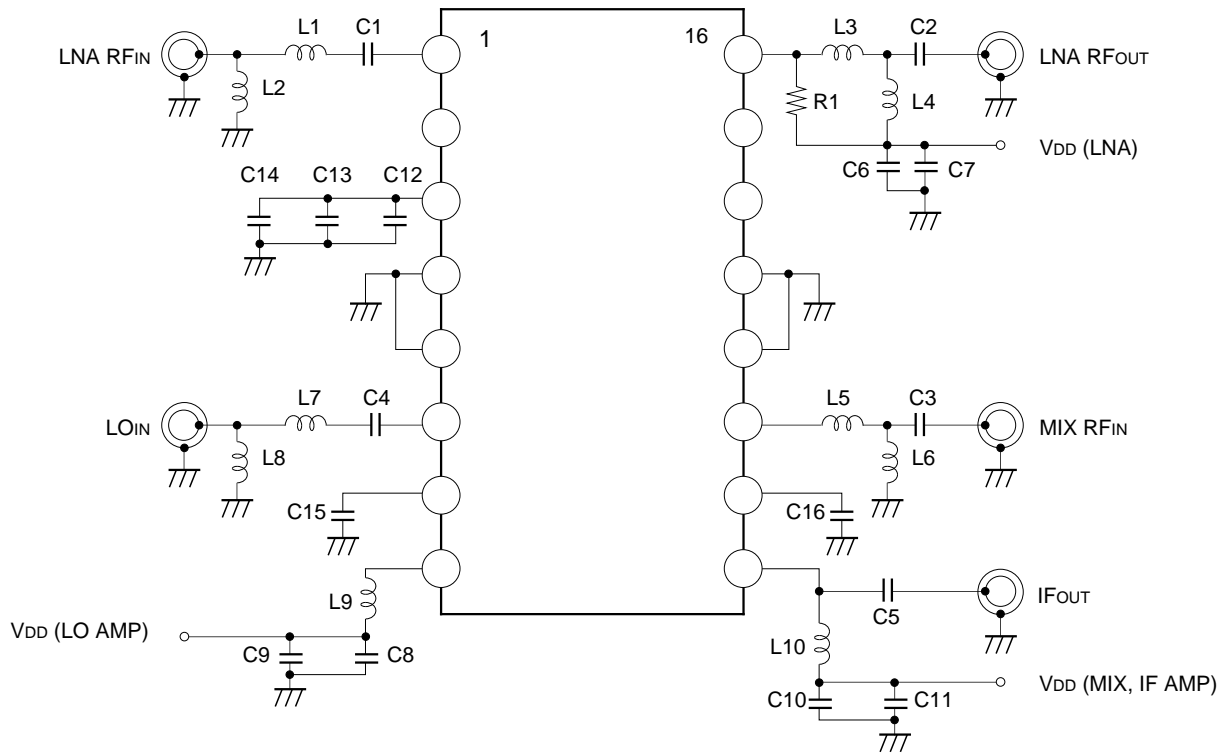 L1 C1 1 16 L3 C2
LNA RFIN LNA RFOUT
L2 R1 L4
VDD (LNA)
C6 C7
C14 C13 C12
L7 C4 L5 C3
LOIN MIX RFIN
L8 L6
C15 C16
L9 C5 IFOUT
VDD (LO AMP) L10
C9 C8
VDD (MIX, IF AMP)
C10 C11